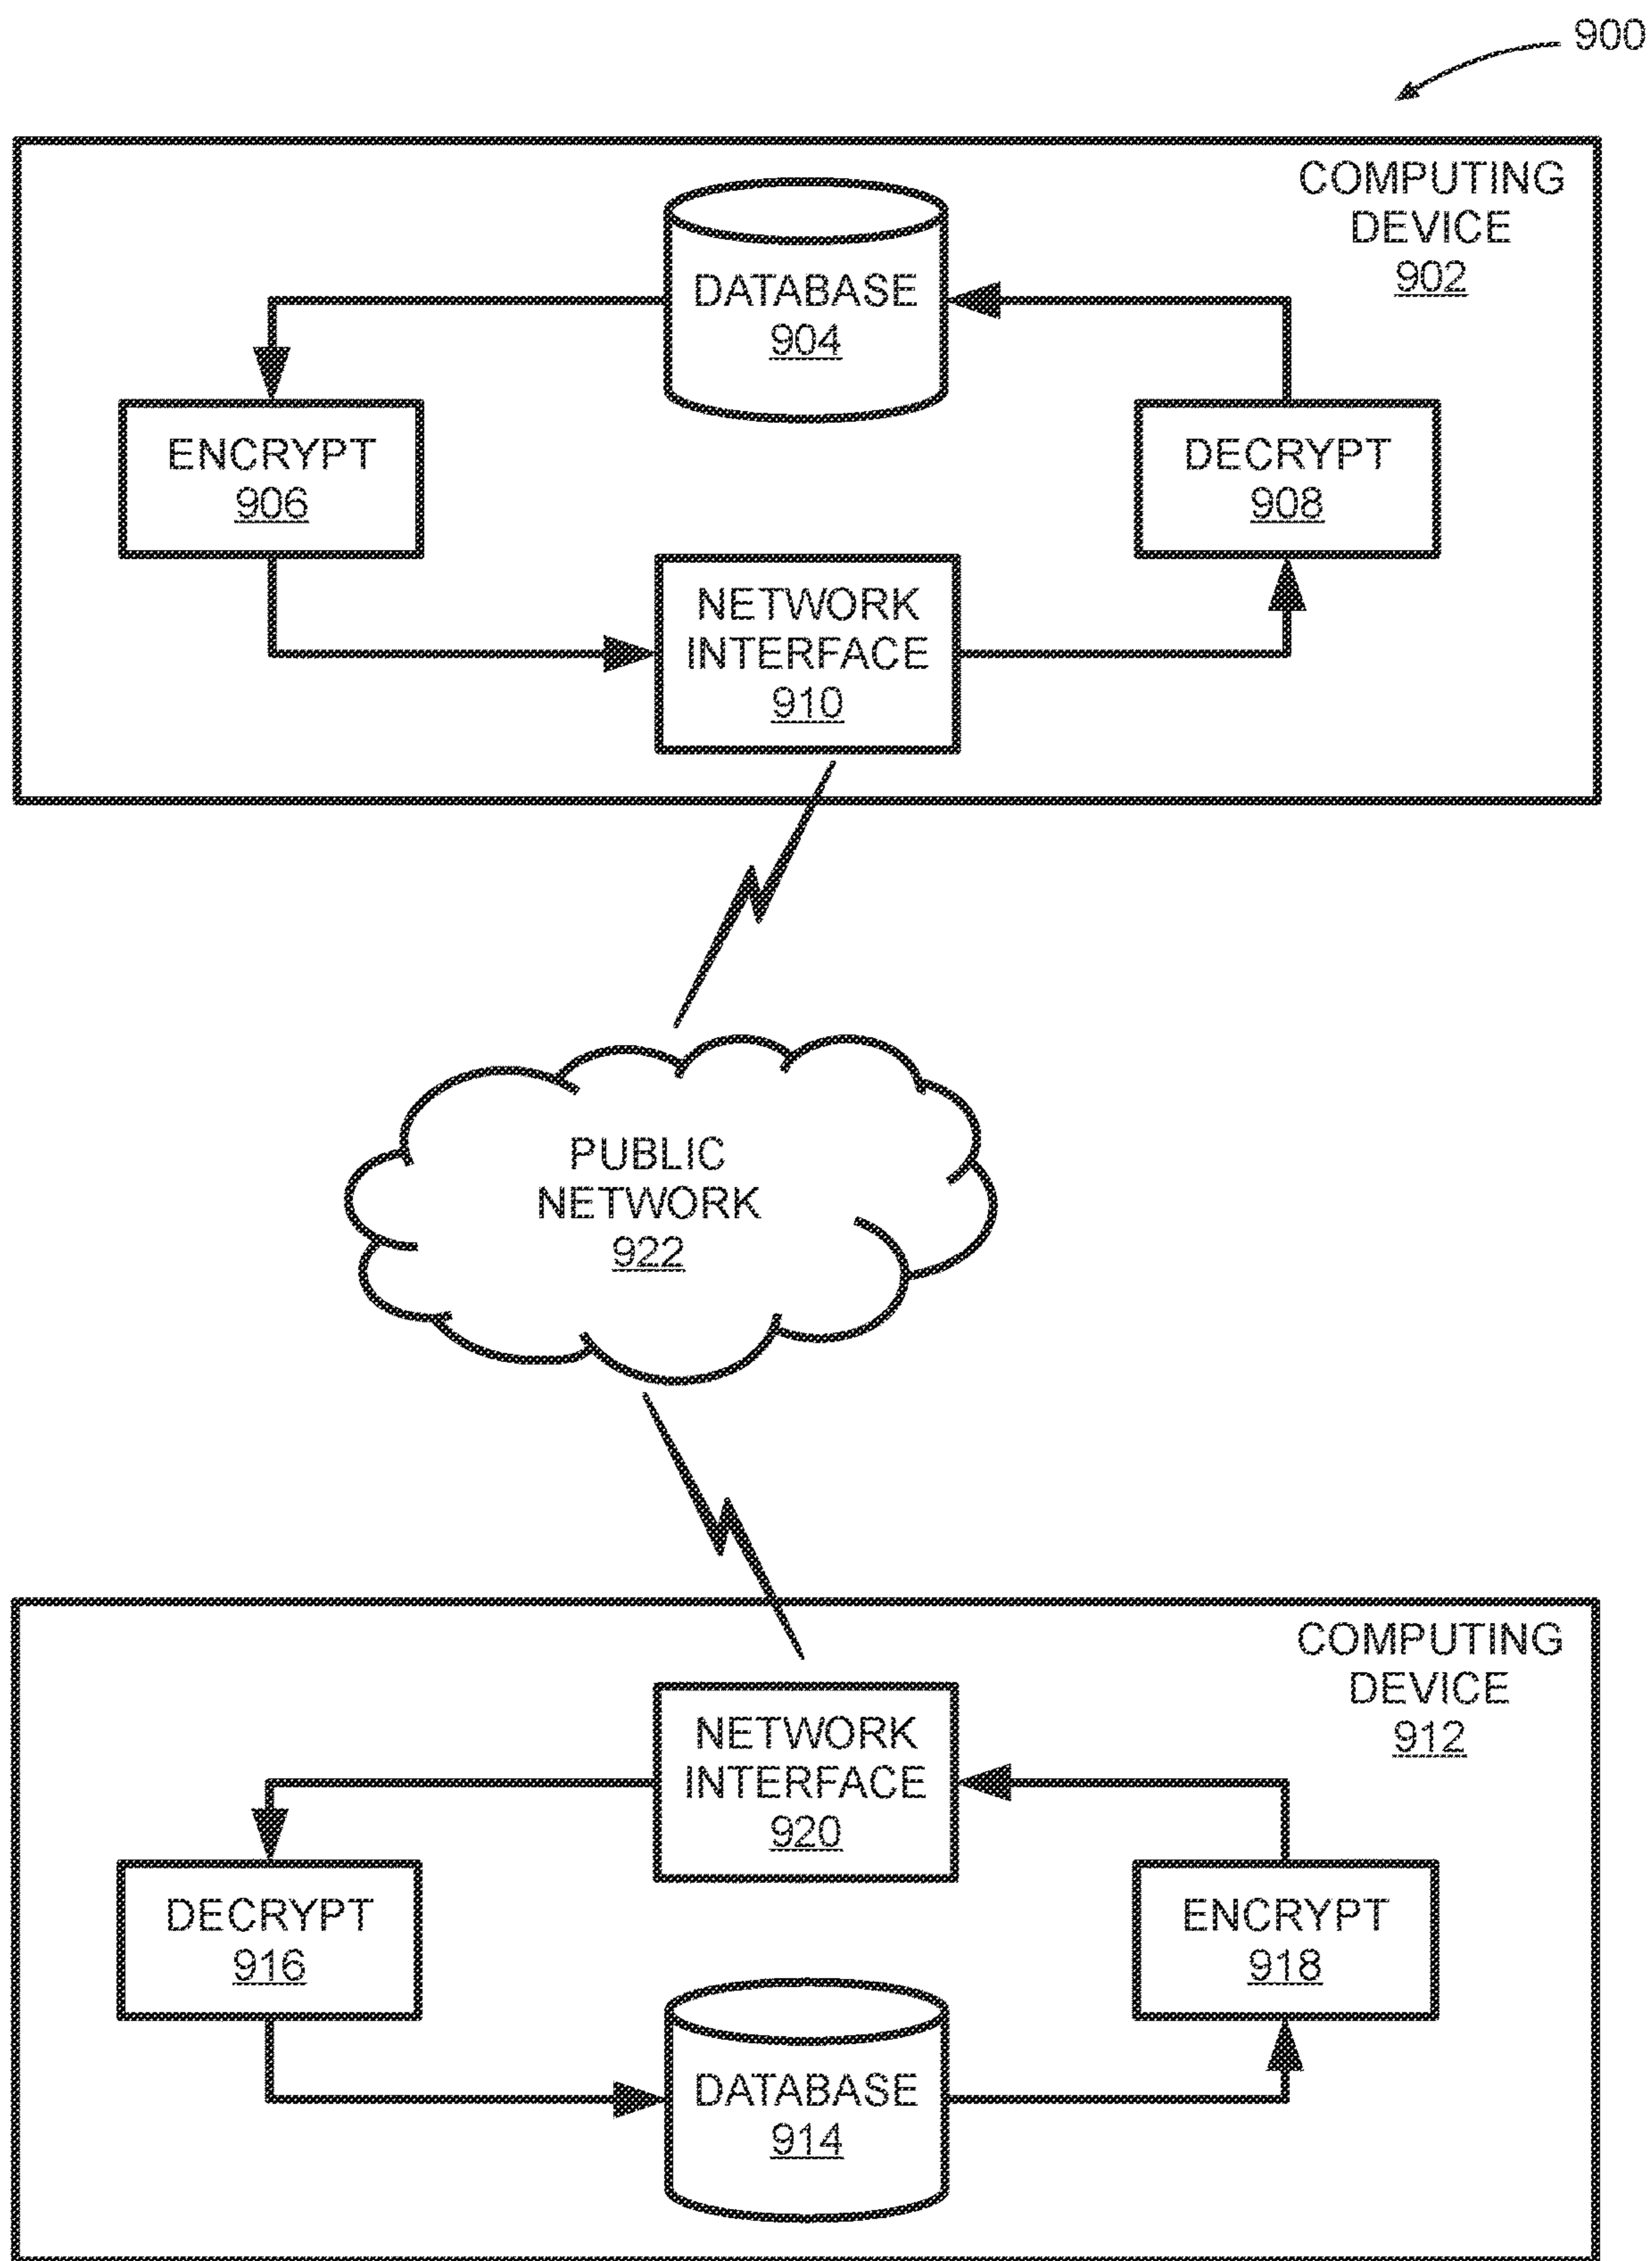 900
COMPUTING
DEVICE
902
DATABASE
904
ENCRYPT
906
DECRYPT
908
NETWORK
INTERFACE
910
PUBLIC
NETWORK
922
COMPUTING
DEVICE
912
NETWORK
INTERFACE
920
DECRYPT
916
ENCRYPT
918
DATABASE
914